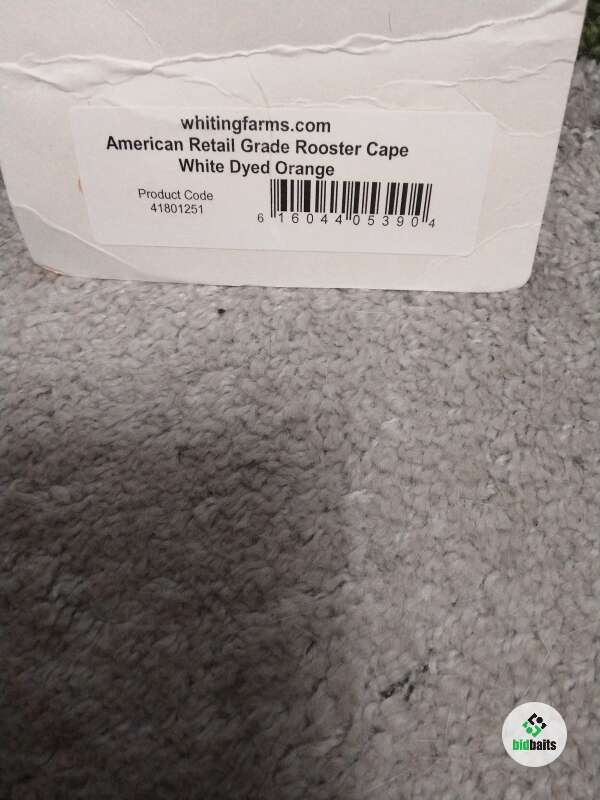 whitingfarms.com
American Retail Grade Rooster Cape
White Dyed Orange
Product Code
41801251
6 16044 05390 4
bidbaits